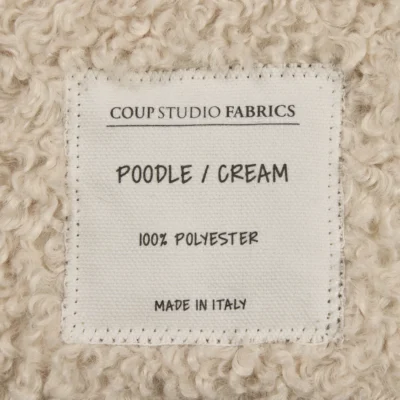 COUP STUDIO FABRICS
POODLE / CREAM
100% POLYESTER
MADE IN ITALY